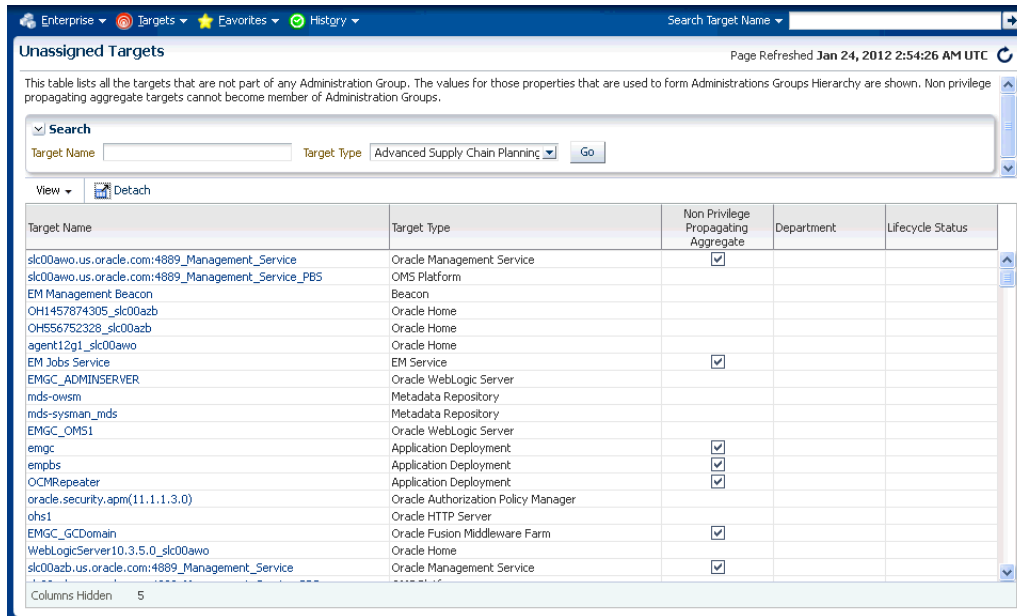 Enterprise Targets Favorites History Search Target Name
Unassigned Targets
Page Refreshed Jan 24, 2012 2:54:26 AM UTC
This table lists all the targets that are not part of any Administration Group. The values for those properties that are used to form Administrations Groups Hierarchy are shown. Non privilege
propagating aggregate targets cannot become member of Administration Groups.
Search
Target Name Target Type Advanced Supply Chain Planning Go
View Detach
Target Name Target Type Non Privilege Propagating Aggregate Department Lifecycle Status
slc00awo.us.oracle.com:4889_Management_Service Oracle Management Service
slc00awo.us.oracle.com:4889_Management_Service_PBS OMS Platform
EM Management Beacon Beacon
OH1457874305_slc00azb Oracle Home
OH556752328_slc00azb Oracle Home
agent12g1_slc00awo Oracle Home
EM Jobs Service EM Service
EMGC_ADMINSERVER Oracle WebLogic Server
mds-owsm Metadata Repository
mds-sysman_mds Metadata Repository
EMGC_OMS1 Oracle WebLogic Server
emgc Application Deployment
empbs Application Deployment
OCMRepeater Application Deployment
oracle.security.apm(11.1.1.3.0) Oracle Authorization Policy Manager
ohs1 Oracle HTTP Server
EMGC_GCDomain Oracle Fusion Middleware Farm
WebLogicServer10.3.5.0_slc00awo Oracle Home
slc00azb.us.oracle.com:4889_Management_Service Oracle Management Service
Columns Hidden 5